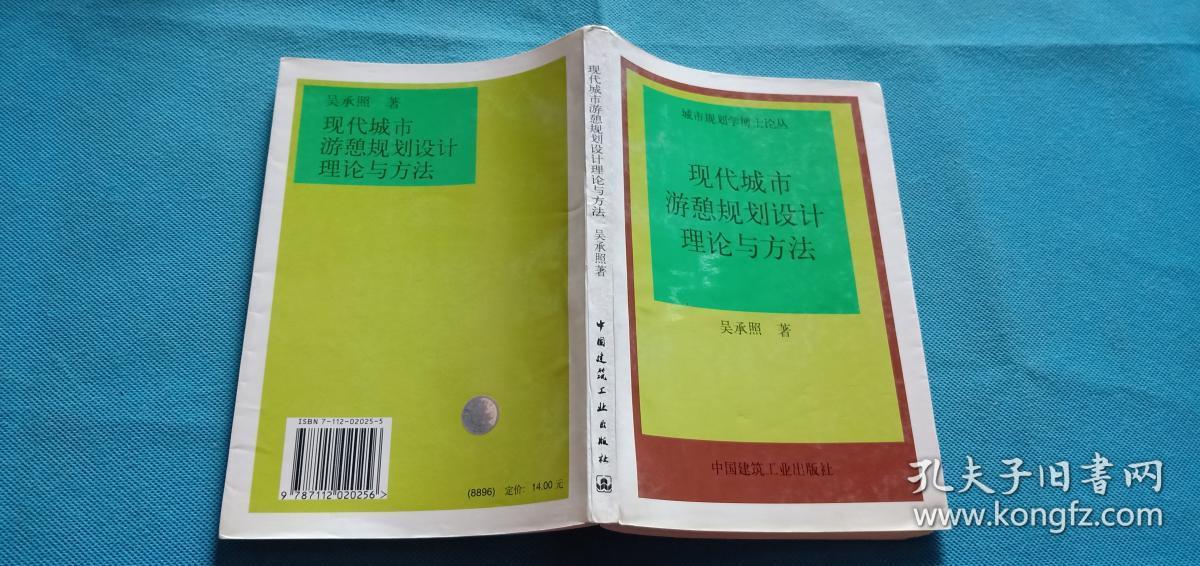 吴承照 著
现代城市
游憩规划设计
理论与方法
ISBN 7-112-02025-5
9 787112 020256 >
(8896) 定价: 14.00 元
现代城市游憩规划设计理论与方法 吴承照著 中国建筑工业出版社
城市规划学博士论丛
现代城市
游憩规划设计
理论与方法
吴承照 著
中国建筑工业出版社
孔夫子旧书网
www.kongfz.com